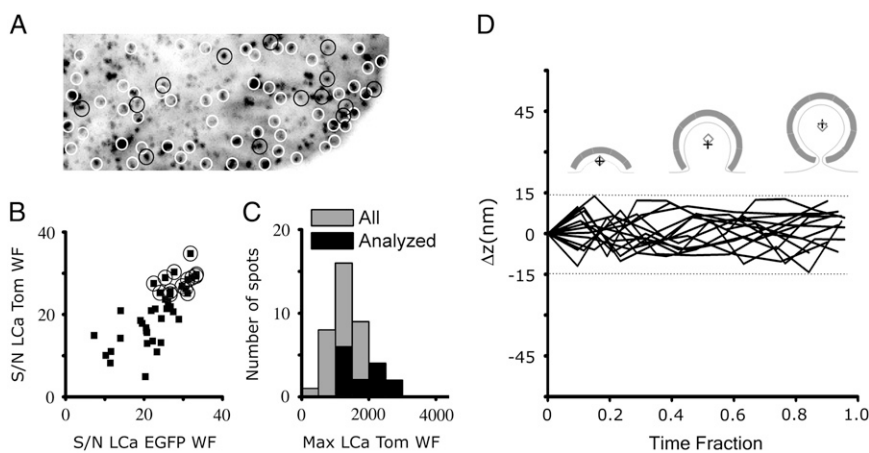 A
B
S/N LCa Tom WF
40
30
20
10
0
0
20
40
S/N LCa EGFP WF
C
All
Analyzed
Number of spots
20
10
0
0
2000
4000
Max LCa Tom WF
D
Δz(nm)
45
15
0
-15
-45
0
0.2
0.4
0.6
0.8
1.0
Time Fraction